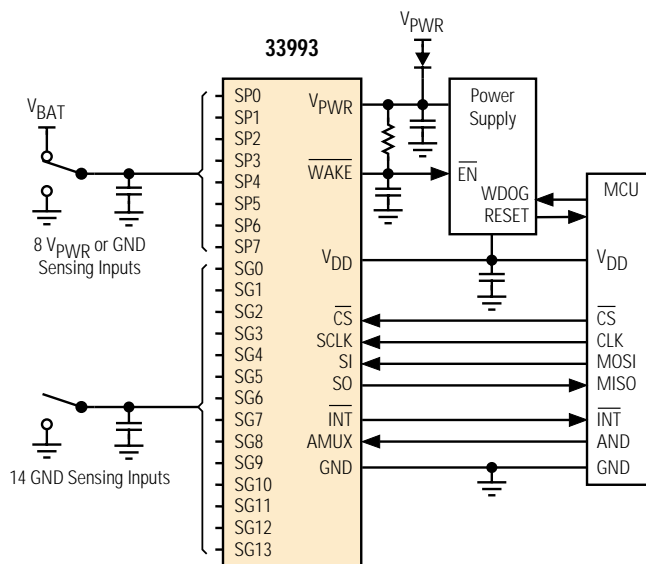 33993
VPWR
VBAT
SP0
SP1
SP2
SP3
SP4
SP5
SP6
SP7
8 VPWR or GND
Sensing Inputs
SG0
SG1
SG2
SG3
SG4
SG5
SG6
SG7
SG8
SG9
SG10
SG11
SG12
SG13
14 GND Sensing Inputs
VPWR
WAKE
VDD
CS
SCLK
SI
SO
INT
AMUX
GND
Power
Supply
EN
WDOG
RESET
MCU
VDD
CS
CLK
MOSI
MISO
INT
AND
GND